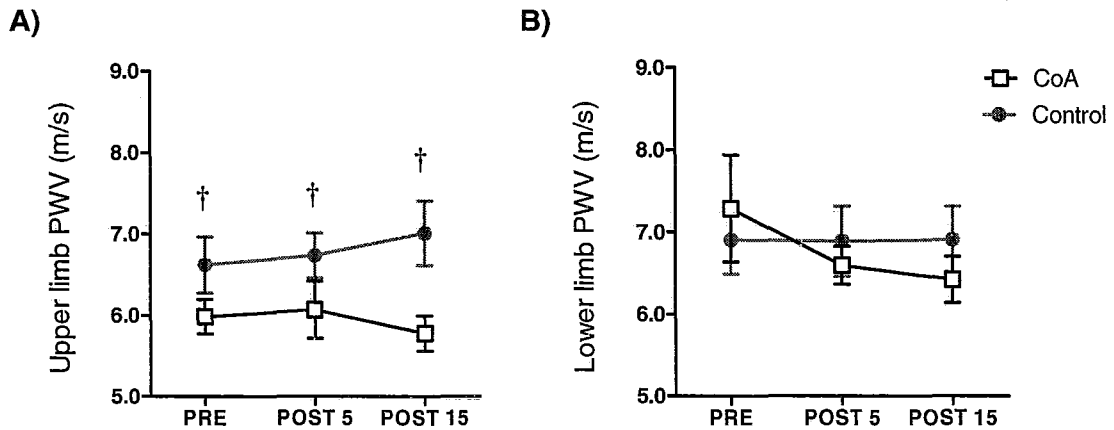 A)
B)
9.0
8.0
7.0
6.0
5.0
Upper limb PWV (m/s)
†
†
†
PRE
POST 5
POST 15
9.0
8.0
7.0
6.0
5.0
Lower limb PWV (m/s)
PRE
POST 5
POST 15
CoA
Control